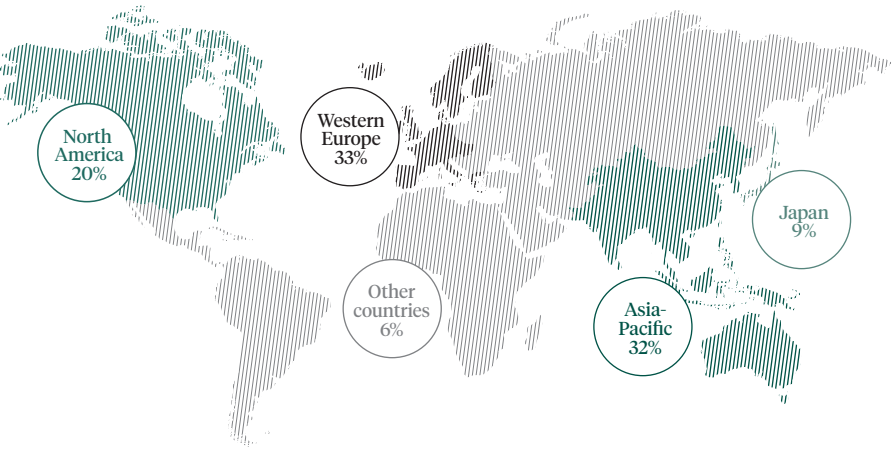 North
America
20%
Western
Europe
33%
Japan
9%
Other
countries
6%
Asia-
Pacific
32%